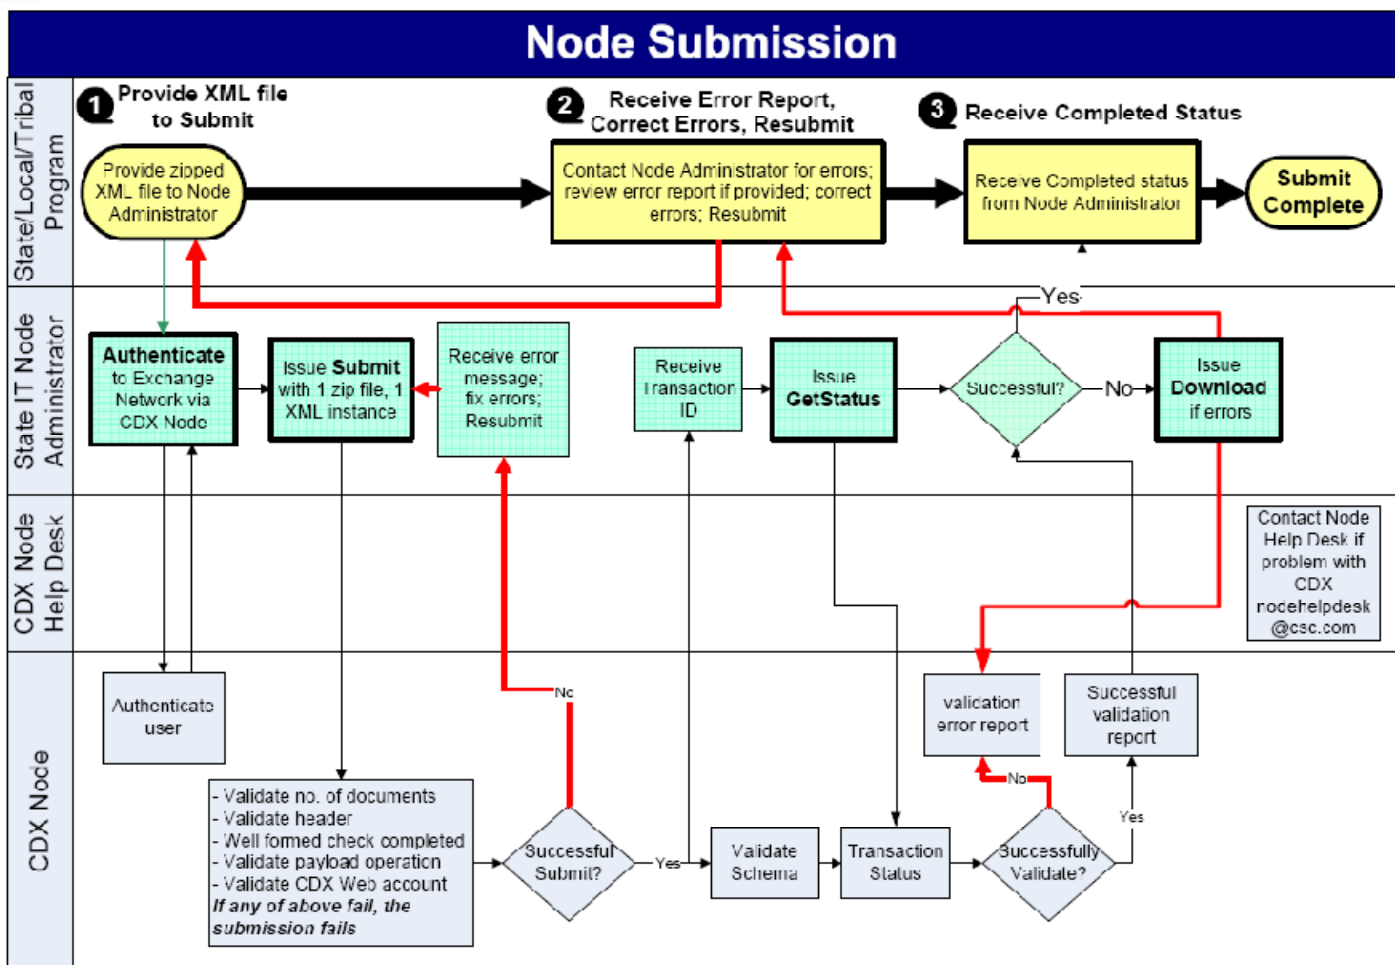 Node Submission
State/Local/Tribal
Program
1
Provide XML file
to Submit
2
Receive Error Report,
Correct Errors, Resubmit
3
Receive Completed Status
Provide zipped
XML file to Node
Administrator
Contact Node Administrator for errors;
review error report if provided; correct
errors; Resubmit
Receive Completed status
from Node Administrator
Submit
Complete
State IT Node
Administrator
Authenticate
to Exchange
Network via
CDX Node
Issue Submit
with 1 zip file, 1
XML instance
Receive error
message;
fix errors;
Resubmit
Receive
Transaction
ID
Issue
GetStatus
Successful?
Yes
No
Issue
Download
if errors
CDX Node
Help Desk
Contact Node
Help Desk if
problem with
CDX
nodehelpdesk
@csc.com
CDX Node
Authenticate
user
- Validate no. of documents
- Validate header
- Well formed check completed
- Validate payload operation
- Validate CDX Web account
If any of above fail, the
submission fails
No
Successful
Submit?
Yes
Validate
Schema
Transaction
Status
Successfully
Validate?
No
Yes
validation
error report
Successful
validation
report